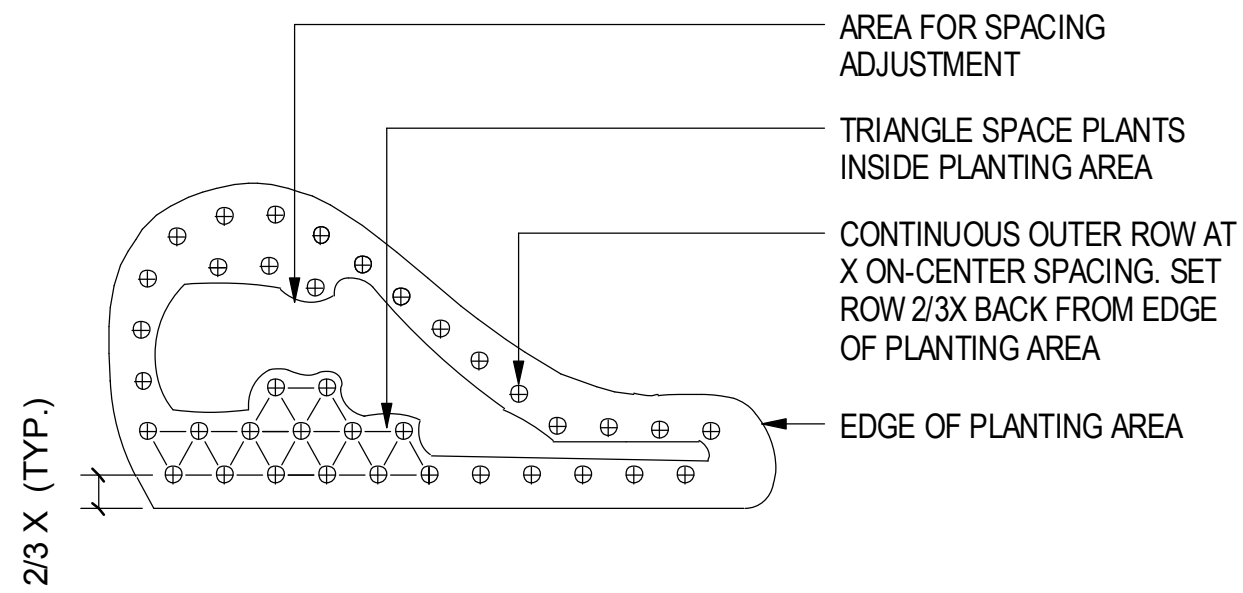 AREA FOR SPACING
ADJUSTMENT
TRIANGLE SPACE PLANTS
INSIDE PLANTING AREA
CONTINUOUS OUTER ROW AT
X ON-CENTER SPACING. SET
ROW 2/3X BACK FROM EDGE
OF PLANTING AREA
EDGE OF PLANTING AREA
2/3 X (TYP.)